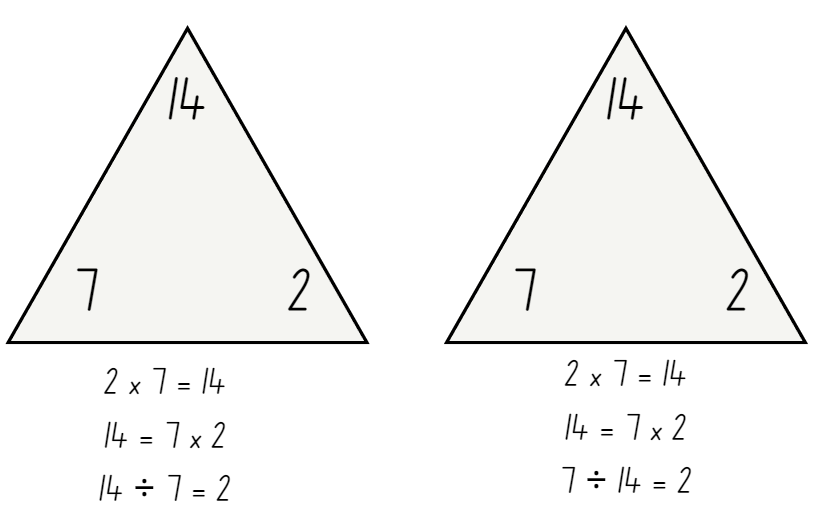 14
7 2
2 x 7 = 14
14 = 7 x 2
14 ÷ 7 = 2
14
7 2
2 x 7 = 14
14 = 7 x 2
7 ÷ 14 = 2